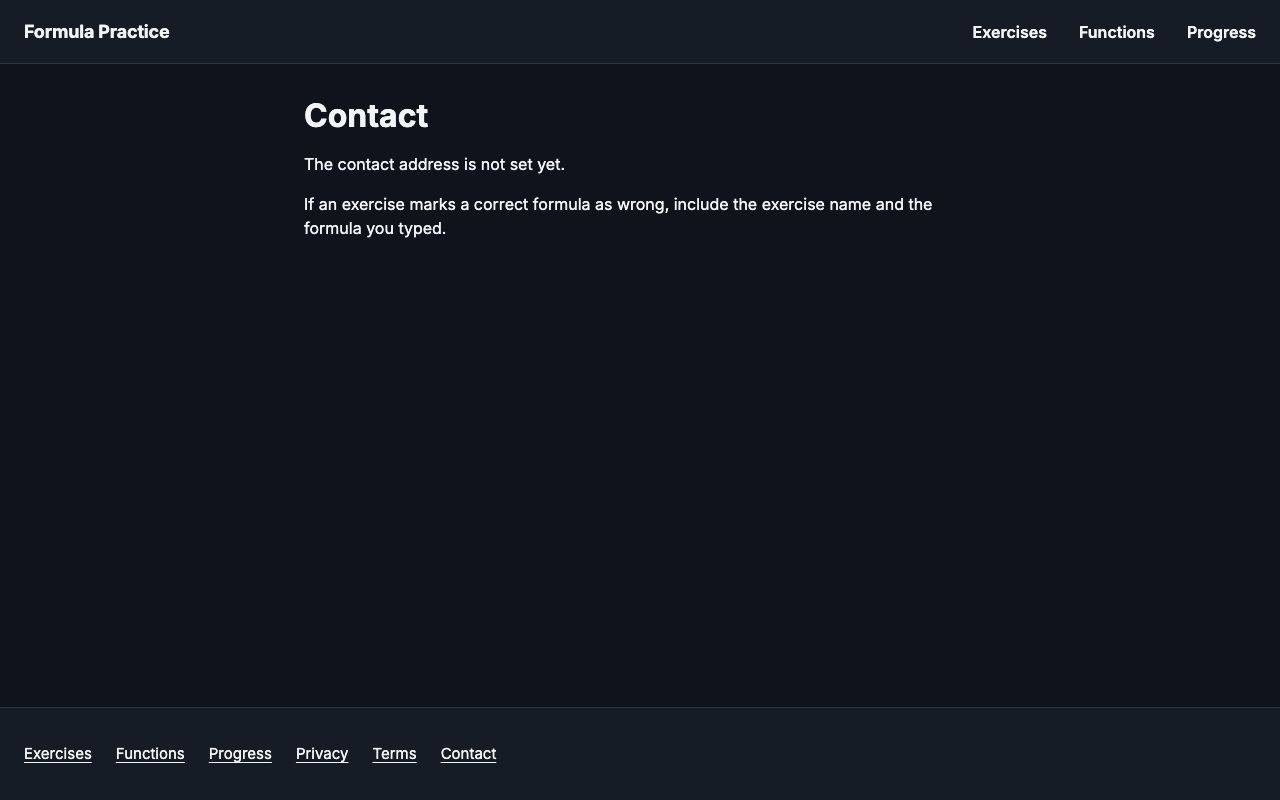 Formula Practice
Exercises Functions Progress
Contact
The contact address is not set yet.
If an exercise marks a correct formula as wrong, include the exercise name and the
formula you typed.
Exercises Functions Progress Privacy Terms Contact